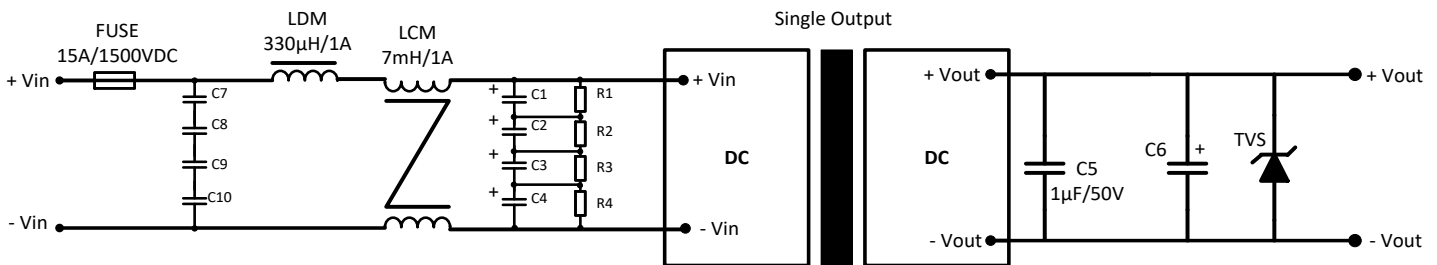 Single Output
FUSE
15A/1500VDC
LDM
330µH/1A
LCM
7mH/1A
+ Vin
- Vin
C7
C8
C9
C10
+
C1
+
C2
+
C3
+
C4
R1
R2
R3
R4
+ Vin
DC
- Vin
+ Vout
DC
- Vout
C5
1µF/50V
C6
+
TVS
+ Vout
- Vout